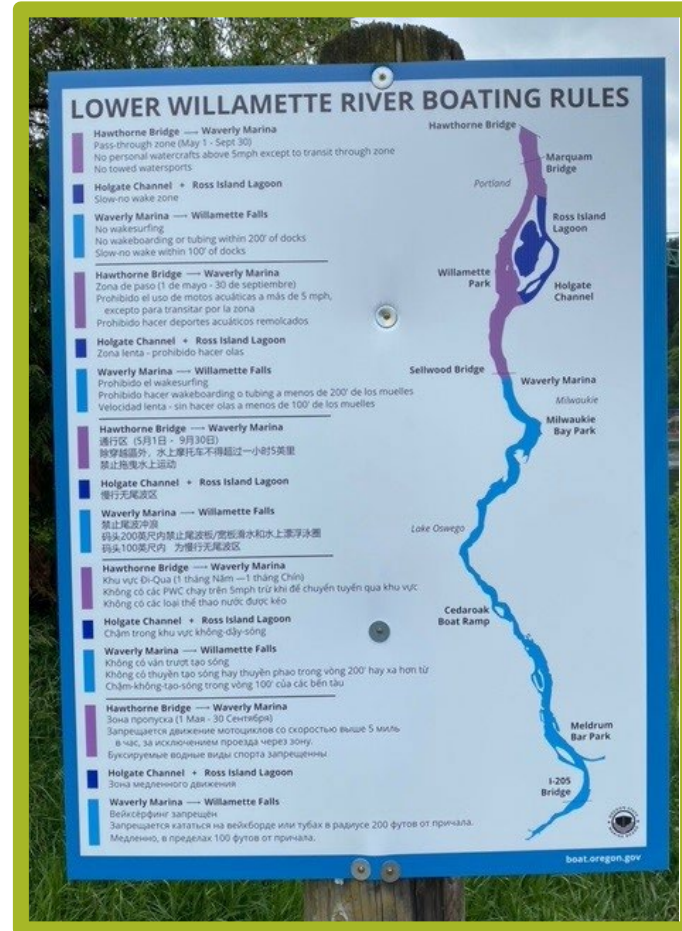 LOWER WILLAMETTE RIVER BOATING RULES
Hawthorne Bridge → Waverly Marina
Pass-through zone (May 1 - Sept 30)
No personal watercrafts above 5mph except to transit through zone
No towed watersports
Holgate Channel + Ross Island Lagoon
Slow-no wake zone
Waverly Marina → Willamette Falls
No wakesurfing
No wakeboarding or tubing within 200' of docks
Slow-no wake within 100' of docks
Hawthorne Bridge → Waverly Marina
Zona de paso (1 de mayo - 30 de septiembre)
Prohibido el uso de motos acuáticas a más de 5 mph,
excepto para transitar por la zona
Prohibido hacer deportes acuáticos remolcados
Holgate Channel + Ross Island Lagoon
Zona lenta - prohibido hacer olas
Waverly Marina → Willamette Falls
Prohibido el wakesurfing
Prohibido hacer wakeboarding o tubing a menos de 200' de los muelles
Velocidad lenta - sin hacer olas a menos de 100' de los muelles
Hawthorne Bridge → Waverly Marina
通行区 (5月1日 - 9月30日)
除穿越區外，水上摩托车不得超过一小时5英里
禁止拖曳水上运动
Holgate Channel + Ross Island Lagoon
慢行无尾波区
Waverly Marina → Willamette Falls
禁止尾波冲浪
码头200英尺内禁止尾波板/宽板滑水和水上漂浮泳圈
码头100英尺内 为慢行无尾波区
Hawthorne Bridge → Waverly Marina
Khu vực Đi-Qua (1 tháng Năm — 1 tháng Chín)
Không có các PWC chạy trên 5mph trừ khi để chuyển tuyến qua khu vực
Không có các loại thể thao nước được kéo
Holgate Channel + Ross Island Lagoon
Chậm trong khu vực không-dậy-sóng
Waverly Marina → Willamette Falls
Không có ván trượt tạo sóng
Không có thuyền tạo sóng hay thuyền phao trong vòng 200' hay xa hơn từ
Chậm-không-tạo-sóng trong vòng 100' của các bến tàu
Hawthorne Bridge → Waverly Marina
Зона пропуска (1 Мая - 30 Сентября)
Запрещается движение мотоциклов со скоростью выше 5 миль
в час, за исключением проезда через зону.
Буксируемые водные виды спорта запрещенны.
Holgate Channel + Ross Island Lagoon
Зона медленного движения
Waverly Marina → Willamette Falls
Вейксёрфинг запрещён
Запрещается кататься на вейкборде или тубах в радиусе 200 футов от причала.
Медленно, в пределах 100 футов от причала.
Hawthorne Bridge
Marquam
Bridge
Portland
Ross Island
Lagoon
Willamette
Park
Holgate
Channel
Sellwood Bridge
Waverly Marina
Milwaukie
Milwaukie
Bay Park
Lake Oswego
Cedaroak
Boat Ramp
Meldrum
Bar Park
I-205
Bridge
boat.oregon.gov